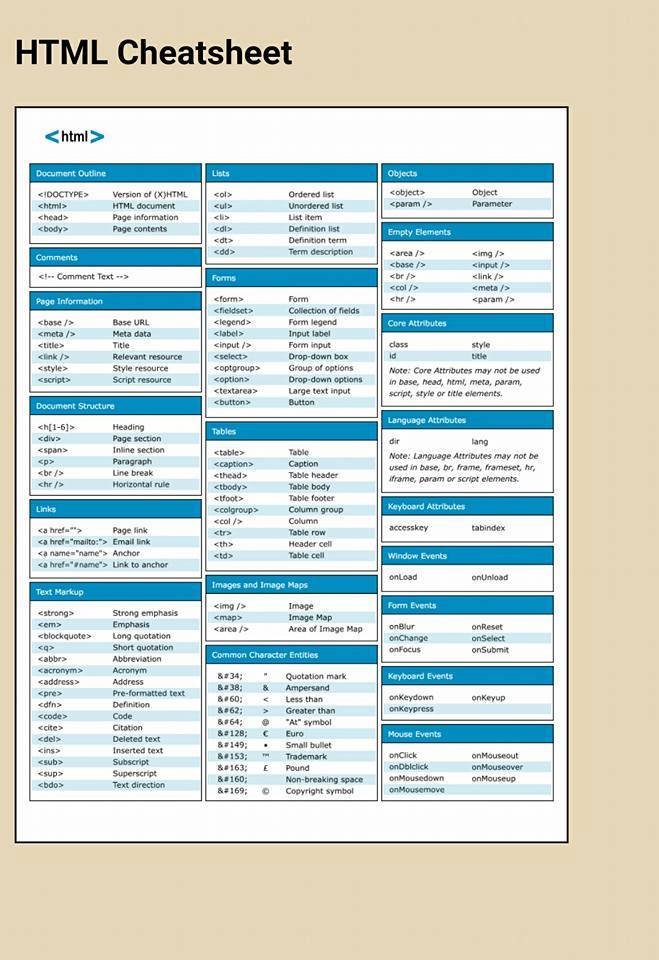 HTML Cheatsheet
<html>
Document Outline
<!DOCTYPE> Version of (X)HTML
<html> HTML document
<head> Page information
<body> Page contents
Comments
<!-- Comment Text -->
Page Information
<base /> Base URL
<meta /> Meta data
<title> Title
<link /> Relevant resource
<style> Style resource
<script> Script resource
Document Structure
<h[1-6]> Heading
<div> Page section
<span> Inline section
<p> Paragraph
<br /> Line break
<hr /> Horizontal rule
Links
<a href=""> Page link
<a href="mailto:"> Email link
<a name="name"> Anchor
<a href="#name"> Link to anchor
Text Markup
<strong> Strong emphasis
<em> Emphasis
<blockquote> Long quotation
<q> Short quotation
<abbr> Abbreviation
<acronym> Acronym
<address> Address
<pre> Pre-formatted text
<dfn> Definition
<code> Code
<cite> Citation
<del> Deleted text
<ins> Inserted text
<sub> Subscript
<sup> Superscript
<bdo> Text direction
Lists
<ol> Ordered list
<ul> Unordered list
<li> List item
<dl> Definition list
<dt> Definition term
<dd> Term description
Forms
<form> Form
<fieldset> Collection of fields
<legend> Form legend
<label> Input label
<input /> Form input
<select> Drop-down box
<optgroup> Group of options
<option> Drop-down options
<textarea> Large text input
<button> Button
Tables
<table> Table
<caption> Caption
<thead> Table header
<tbody> Table body
<tfoot> Table footer
<colgroup> Column group
<col /> Column
<tr> Table row
<th> Header cell
<td> Table cell
Images and Image Maps
<img /> Image
<map> Image Map
<area /> Area of Image Map
Common Character Entities
&#34; " Quotation mark
&#38; & Ampersand
&#60; < Less than
&#62; > Greater than
&#64; @ "At" symbol
&#128; € Euro
&#149; • Small bullet
&#153; ™ Trademark
&#163; £ Pound
&#160; Non-breaking space
&#169; © Copyright symbol
Objects
<object> Object
<param /> Parameter
Empty Elements
<area /> <img />
<base /> <input />
<br /> <link />
<col /> <meta />
<hr /> <param />
Core Attributes
class style
id title
Note: Core Attributes may not be used
in base, head, html, meta, param,
script, style or title elements.
Language Attributes
dir lang
Note: Language Attributes may not be
used in base, br, frame, frameset, hr,
iframe, param or script elements.
Keyboard Attributes
accesskey tabindex
Window Events
onLoad onUnload
Form Events
onBlur onReset
onChange onSelect
onFocus onSubmit
Keyboard Events
onKeydown onKeyup
onKeypress
Mouse Events
onClick onMouseout
onDblclick onMouseover
onMousedown onMouseup
onMousemove